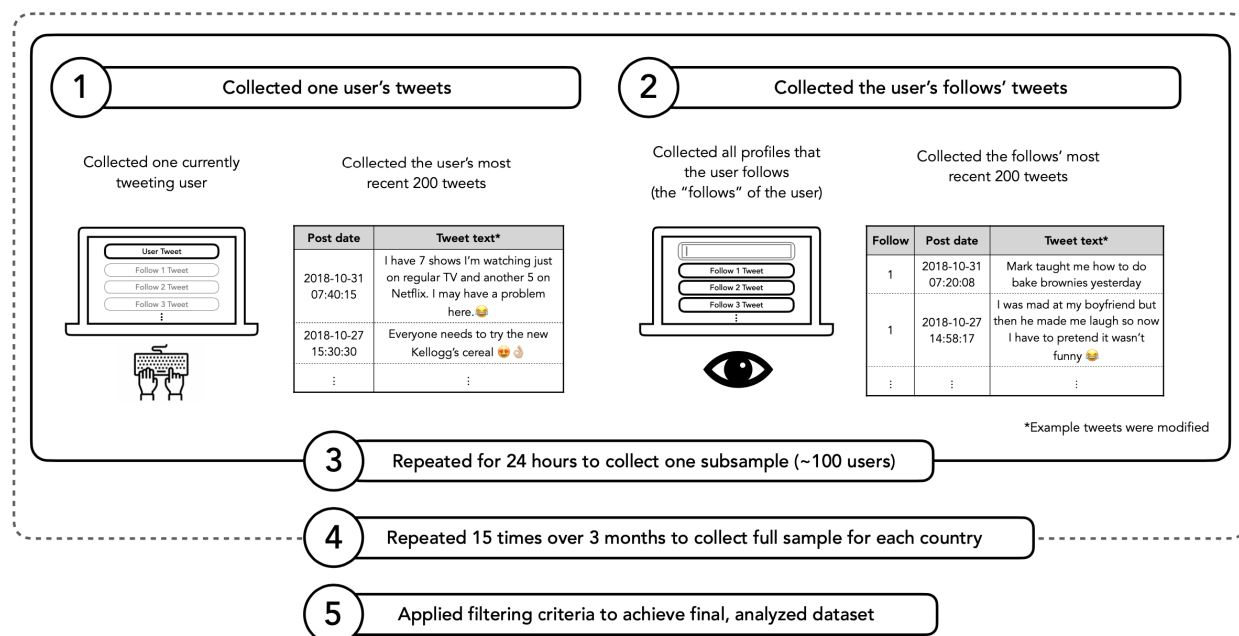 1
Collected one user's tweets
Collected one currently
tweeting user
Collected the user's most
recent 200 tweets
User Tweet
Follow 1 Tweet
Follow 2 Tweet
Follow 3 Tweet
⋮
Post date Tweet text*
2018-10-31
07:40:15
I have 7 shows I'm watching just
on regular TV and another 5 on
Netflix. I may have a problem
here.😂
2018-10-27
15:30:30
Everyone needs to try the new
Kellogg's cereal 😍👌🏼
⋮ ⋮
2
Collected the user's follows' tweets
Collected all profiles that
the user follows
(the "follows" of the user)
Collected the follows' most
recent 200 tweets
Follow 1 Tweet
Follow 2 Tweet
Follow 3 Tweet
⋮
Follow Post date Tweet text*
1
2018-10-31
07:20:08
Mark taught me how to do
bake brownies yesterday
1
2018-10-27
14:58:17
I was mad at my boyfriend but
then he made me laugh so now
I have to pretend it wasn't
funny 😂
⋮ ⋮ ⋮
*Example tweets were modified
3
Repeated for 24 hours to collect one subsample (~100 users)
4
Repeated 15 times over 3 months to collect full sample for each country
5
Applied filtering criteria to achieve final, analyzed dataset